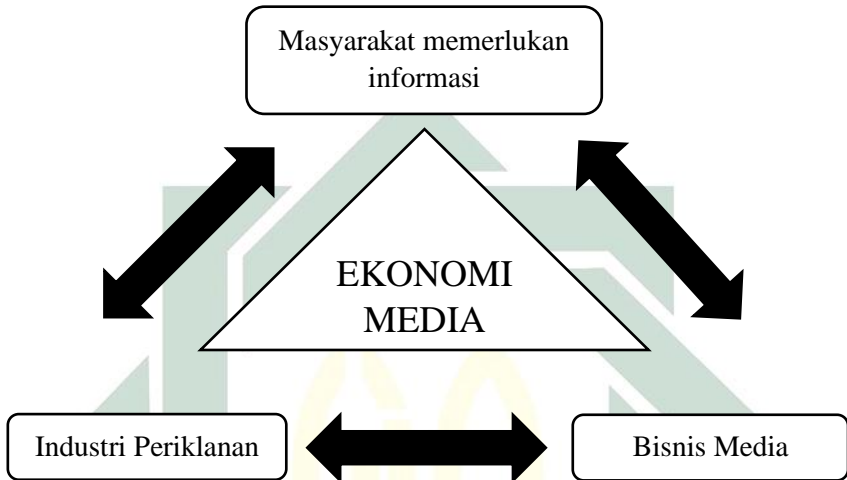 Masyarakat memerlukan
informasi
EKONOMI
MEDIA
Industri Periklanan
Bisnis Media